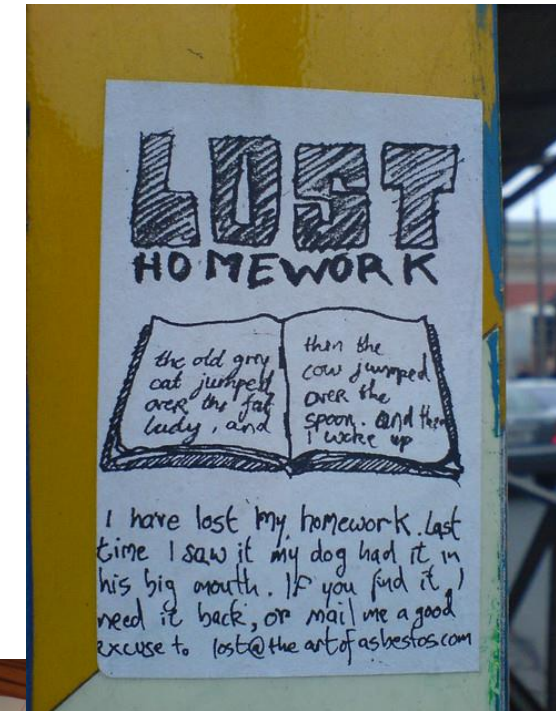 LOST
HOMEWORK
the old grey
cat jumped
over the fat
lady, and
then the
cow jumped
over the
spoon. and then
I woke up
I have lost my homework. Last
time I saw it my dog had it in
his big mouth. If you find it, I
need it back, or mail me a good
excuse to lost@theartofasbestos.com